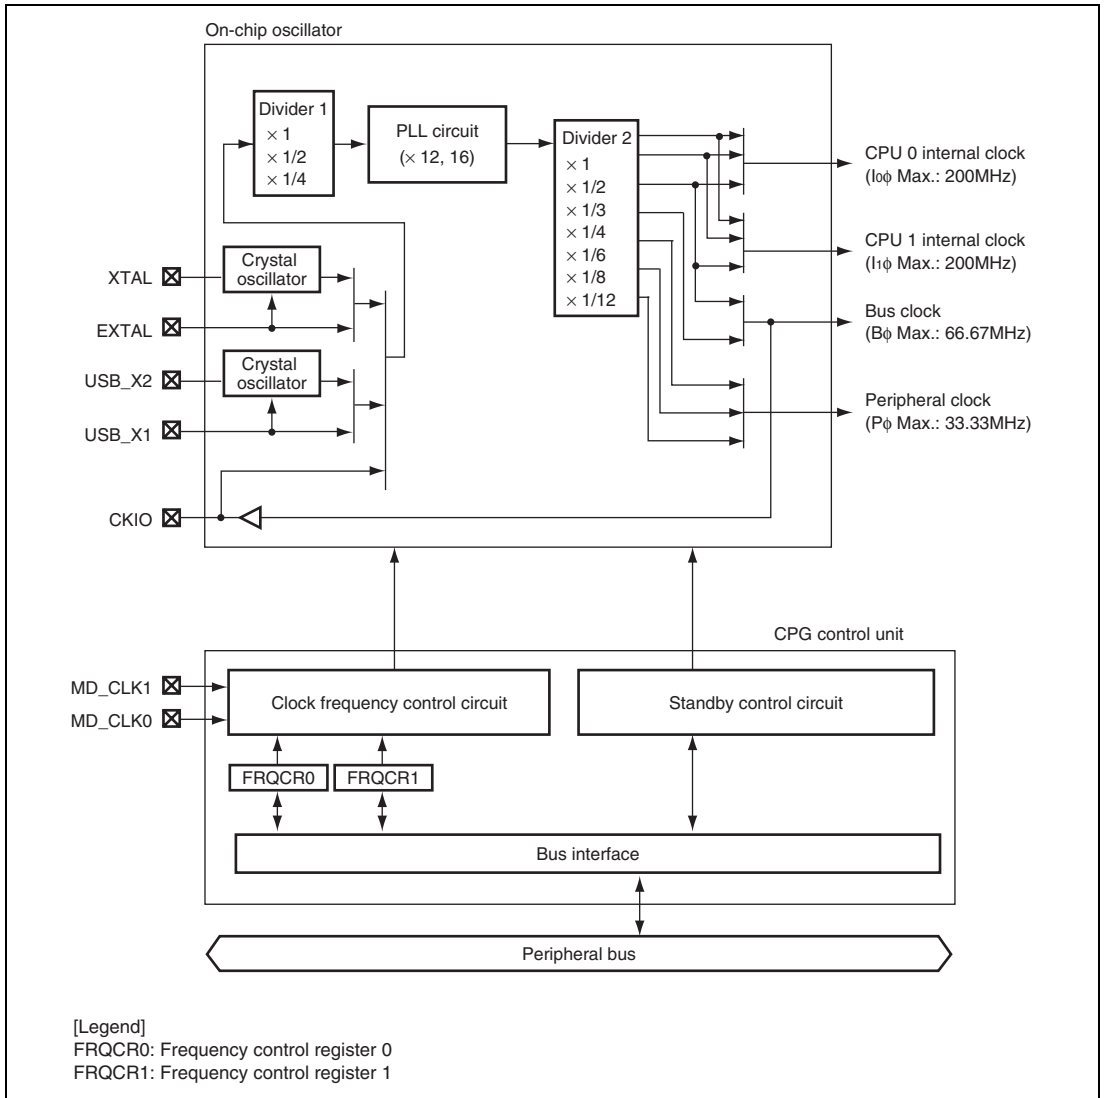 On-chip oscillator
Divider 1
× 1
× 1/2
× 1/4
PLL circuit
(× 12, 16)
Divider 2
× 1
× 1/2
× 1/3
× 1/4
× 1/6
× 1/8
× 1/12
CPU 0 internal clock
(I0ϕ Max.: 200MHz)
CPU 1 internal clock
(I1ϕ Max.: 200MHz)
Bus clock
(Bϕ Max.: 66.67MHz)
Peripheral clock
(Pϕ Max.: 33.33MHz)
XTAL
Crystal
oscillator
EXTAL
USB_X2
Crystal
oscillator
USB_X1
CKIO
CPG control unit
MD_CLK1
MD_CLK0
Clock frequency control circuit
Standby control circuit
FRQCR0
FRQCR1
Bus interface
Peripheral bus
[Legend]
FRQCR0: Frequency control register 0
FRQCR1: Frequency control register 1